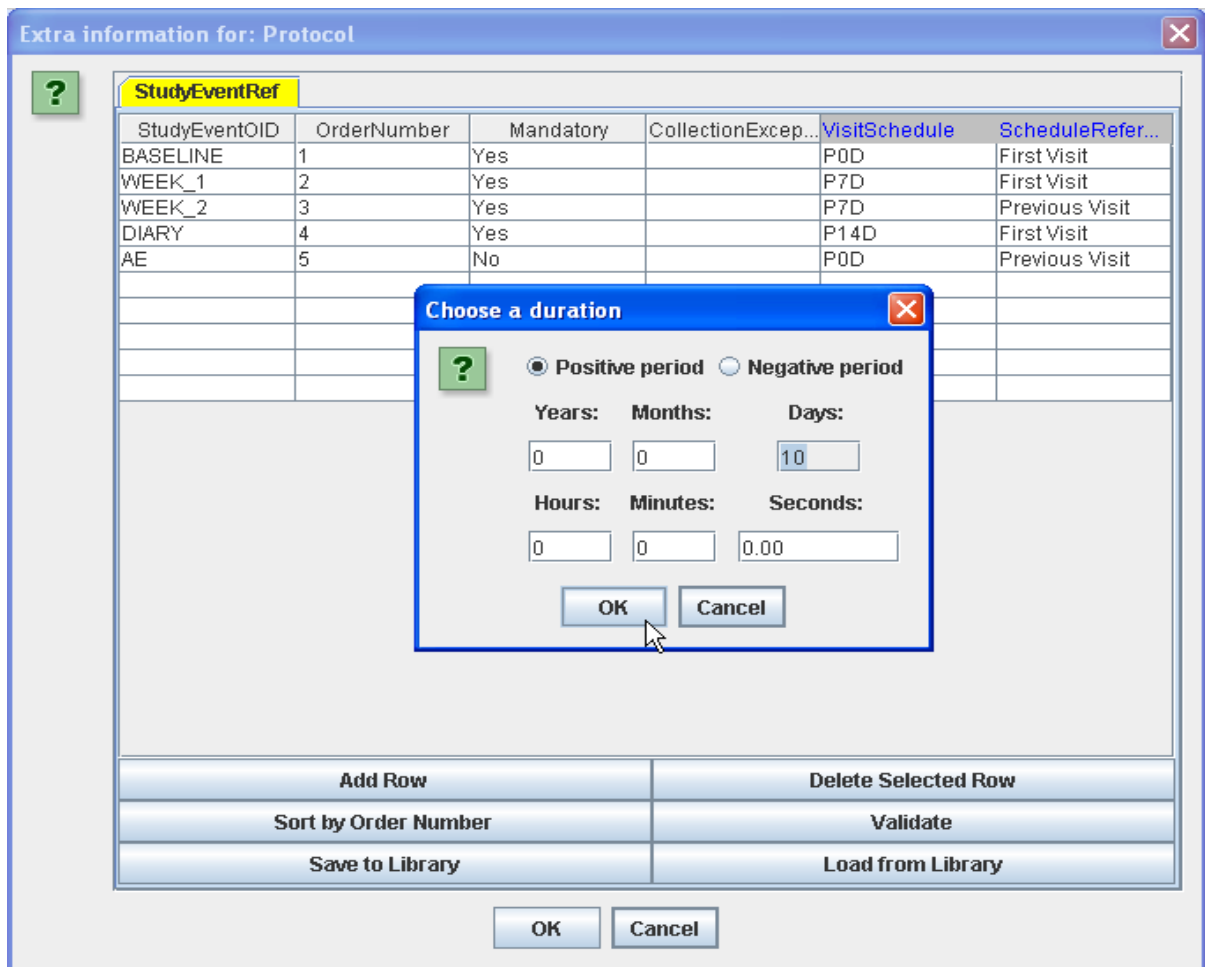 Extra information for: Protocol
?
StudyEventRef
StudyEventOID OrderNumber Mandatory CollectionExcep... VisitSchedule ScheduleRefer...
BASELINE 1 Yes P0D First Visit
WEEK_1 2 Yes P7D First Visit
WEEK_2 3 Yes P7D Previous Visit
DIARY 4 Yes P14D First Visit
AE 5 No P0D Previous Visit
Choose a duration
?
Positive period Negative period
Years: Months: Days:
0 0 10
Hours: Minutes: Seconds:
0 0 0.00
OK Cancel
Add Row Delete Selected Row
Sort by Order Number Validate
Save to Library Load from Library
OK Cancel